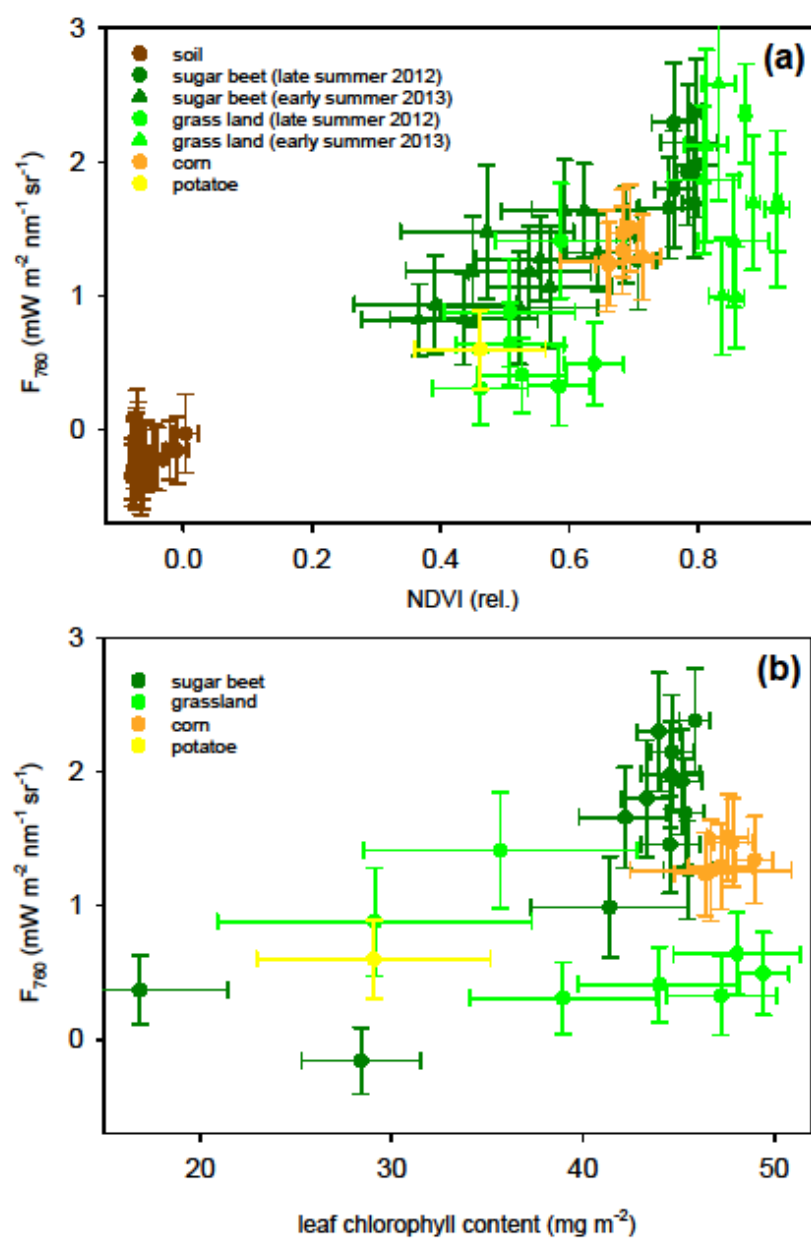 (a)
soil
sugar beet (late summer 2012)
sugar beet (early summer 2013)
grass land (late summer 2012)
grass land (early summer 2013)
corn
potatoe
F760 (mW m-2 nm-1 sr-1)
3
2
1
0
0.0 0.2 0.4 0.6 0.8
NDVI (rel.)
(b)
sugar beet
grassland
corn
potatoe
F760 (mW m-2 nm-1 sr-1)
3
2
1
0
20 30 40 50
leaf chlorophyll content (mg m-2)